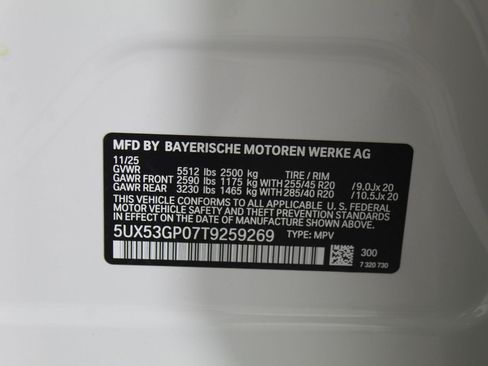 MFD BY BAYERISCHE MOTOREN WERKE AG
11/25
GVWR 5512 lbs 2500 kg TIRE / RIM
GAWR FRONT 2590 lbs 1175 kg WITH 255/45 R20 / 9.0Jx 20
GAWR REAR 3230 lbs 1465 kg WITH 285/40 R20 / 10.5Jx 20
THIS VEHICLE CONFORMS TO ALL APPLICABLE U. S. FEDERAL
MOTOR VEHICLE SAFETY AND THEFT PREVENTION STANDARDS
IN EFFECT ON THE DATE OF MANUFACTURE SHOWN ABOVE.
5UX53GP07T9259269 TYPE: MPV
300
7 320 730